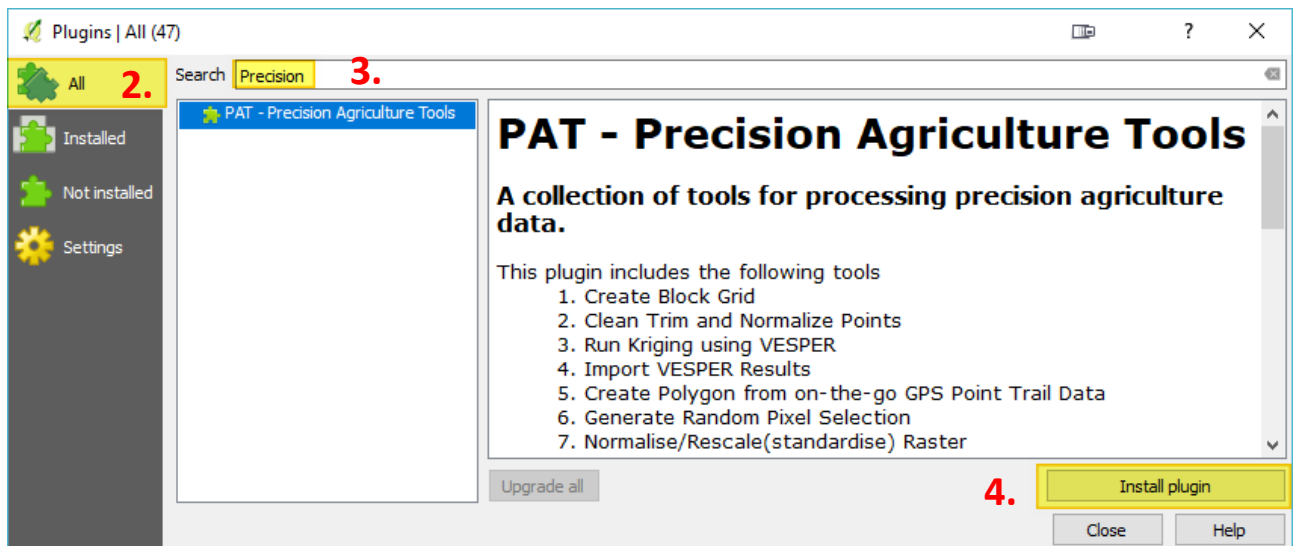 Plugins | All (47)
?
All
2.
Search
Precision
3.
Installed
Not installed
Settings
PAT - Precision Agriculture Tools
PAT - Precision Agriculture Tools
A collection of tools for processing precision agriculture
data.
This plugin includes the following tools
1. Create Block Grid
2. Clean Trim and Normalize Points
3. Run Kriging using VESPER
4. Import VESPER Results
5. Create Polygon from on-the-go GPS Point Trail Data
6. Generate Random Pixel Selection
7. Normalise/Rescale(standardise) Raster
Upgrade all
4.
Install plugin
Close
Help